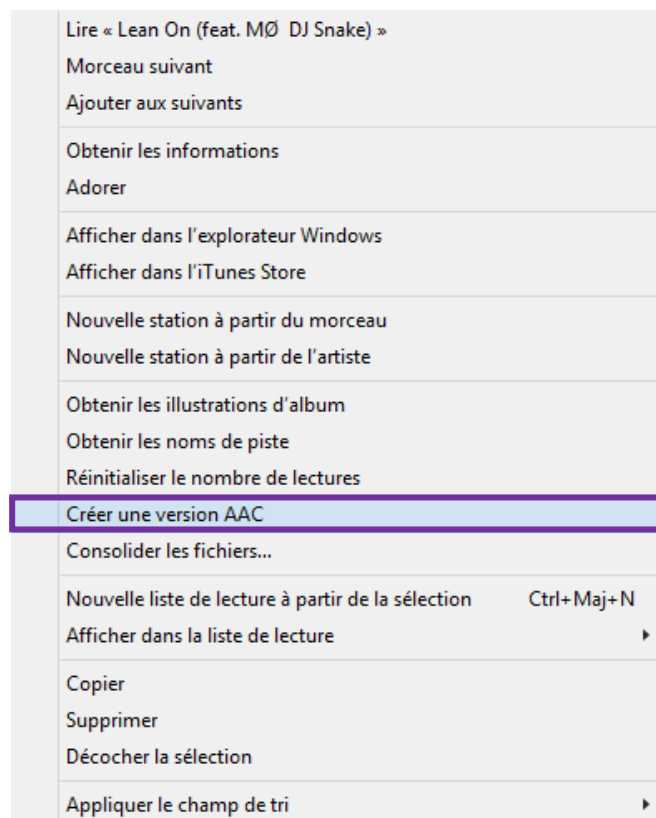 Lire « Lean On (feat. MØ  DJ Snake) »
Morceau suivant
Ajouter aux suivants
Obtenir les informations
Adorer
Afficher dans l'explorateur Windows
Afficher dans l'iTunes Store
Nouvelle station à partir du morceau
Nouvelle station à partir de l'artiste
Obtenir les illustrations d'album
Obtenir les noms de piste
Réinitialiser le nombre de lectures
Créer une version AAC
Consolider les fichiers...
Nouvelle liste de lecture à partir de la sélection Ctrl+Maj+N
Afficher dans la liste de lecture
Copier
Supprimer
Décocher la sélection
Appliquer le champ de tri